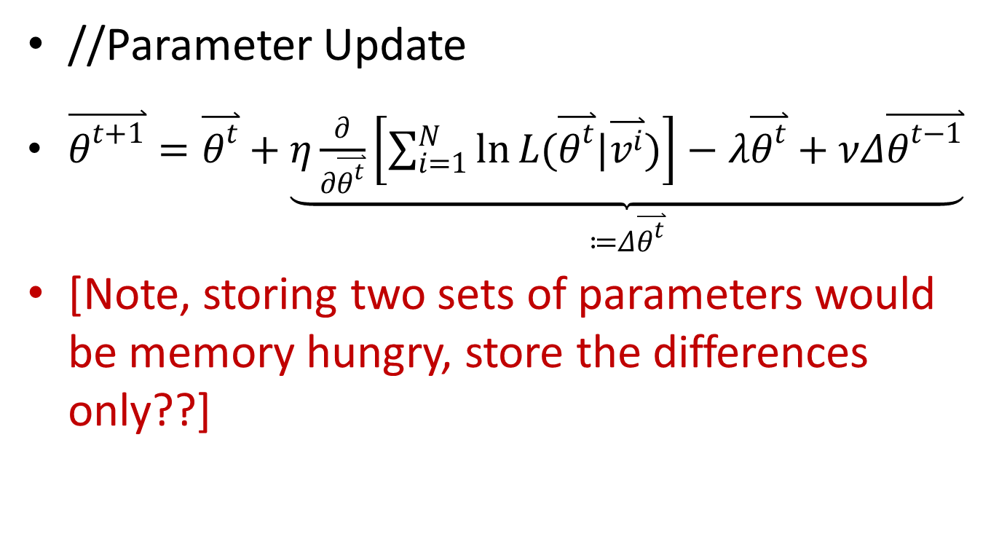 • //Parameter Update
• $\overrightarrow{\theta^{t+1}} = \overrightarrow{\theta^{t}} + \underbrace{\eta \frac{\partial}{\partial \overrightarrow{\theta^{t}}} \left[ \sum_{i=1}^{N} \ln L(\overrightarrow{\theta^{t}} | \overrightarrow{v^{i}}) \right] - \lambda \overrightarrow{\theta^{t}} + \nu \Delta \overrightarrow{\theta^{t-1}}}_{:= \Delta \overrightarrow{\theta^{t}}}$
• [Note, storing two sets of parameters would
be memory hungry, store the differences
only??]